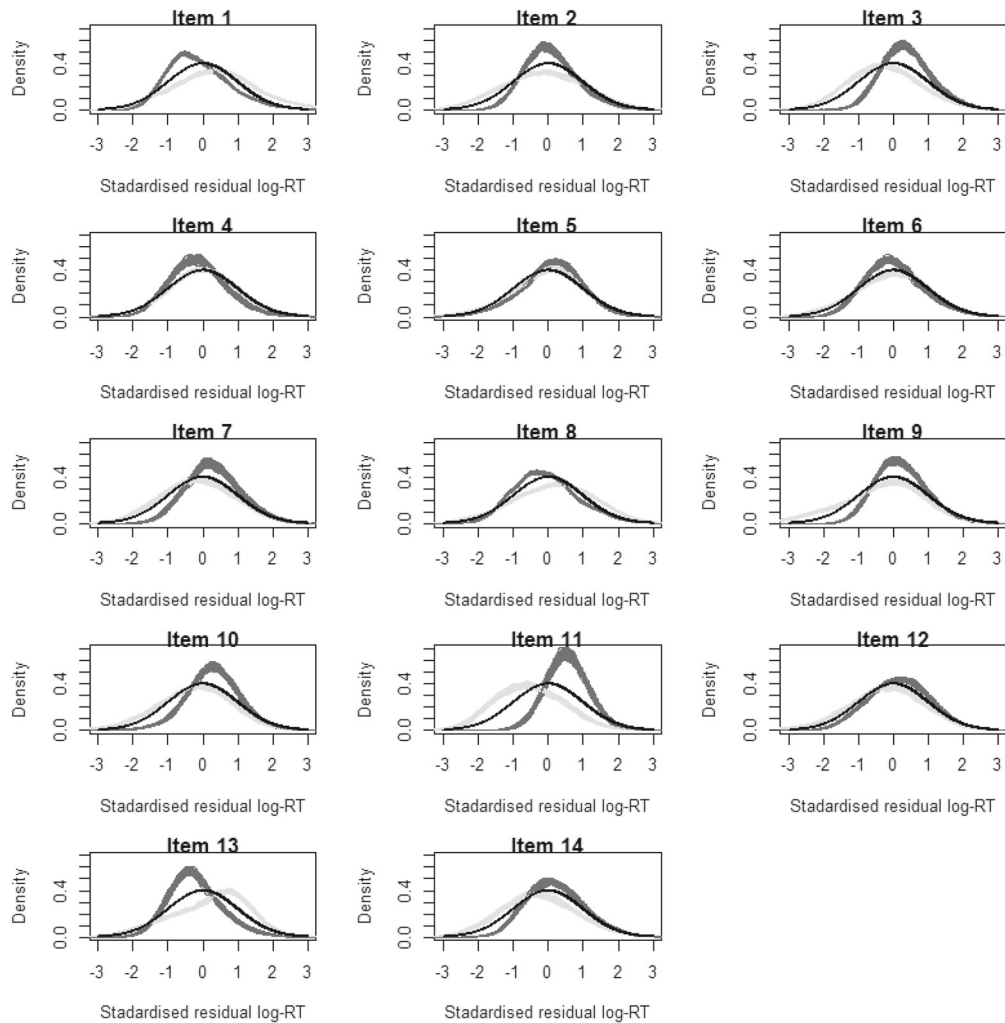 Item 1 Item 2 Item 3
Density Density Density
0.0 0.4 0.0 0.4 0.0 0.4
-3 -2 -1 0 1 2 3 -3 -2 -1 0 1 2 3 -3 -2 -1 0 1 2 3
Stadardised residual log-RT Stadardised residual log-RT Stadardised residual log-RT
Item 4 Item 5 Item 6
Density Density Density
0.0 0.4 0.0 0.4 0.0 0.4
-3 -2 -1 0 1 2 3 -3 -2 -1 0 1 2 3 -3 -2 -1 0 1 2 3
Stadardised residual log-RT Stadardised residual log-RT Stadardised residual log-RT
Item 7 Item 8 Item 9
Density Density Density
0.0 0.4 0.0 0.4 0.0 0.4
-3 -2 -1 0 1 2 3 -3 -2 -1 0 1 2 3 -3 -2 -1 0 1 2 3
Stadardised residual log-RT Stadardised residual log-RT Stadardised residual log-RT
Item 10 Item 11 Item 12
Density Density Density
0.0 0.4 0.0 0.4 0.0 0.4
-3 -2 -1 0 1 2 3 -3 -2 -1 0 1 2 3 -3 -2 -1 0 1 2 3
Stadardised residual log-RT Stadardised residual log-RT Stadardised residual log-RT
Item 13 Item 14
Density Density
0.0 0.4 0.0 0.4
-3 -2 -1 0 1 2 3 -3 -2 -1 0 1 2 3
Stadardised residual log-RT Stadardised residual log-RT